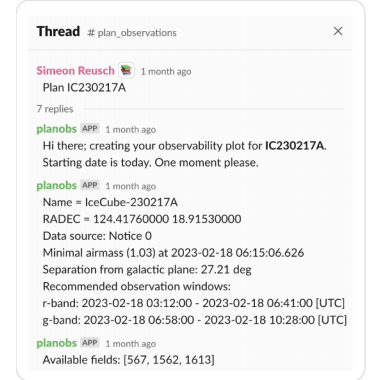 Thread # plan_observations
Simeon Reusch 1 month ago
Plan IC230217A
7 replies
planobs APP 1 month ago
Hi there; creating your observability plot for IC230217A.
Starting date is today. One moment please.
planobs APP 1 month ago
Name = IceCube-230217A
RADEC = 124.41760000 18.91530000
Data source: Notice 0
Minimal airmass (1.03) at 2023-02-18 06:15:06.626
Separation from galactic plane: 27.21 deg
Recommended observation windows:
r-band: 2023-02-18 03:12:00 - 2023-02-18 06:41:00 [UTC]
g-band: 2023-02-18 06:58:00 - 2023-02-18 10:28:00 [UTC]
planobs APP 1 month ago
Available fields: [567, 1562, 1613]